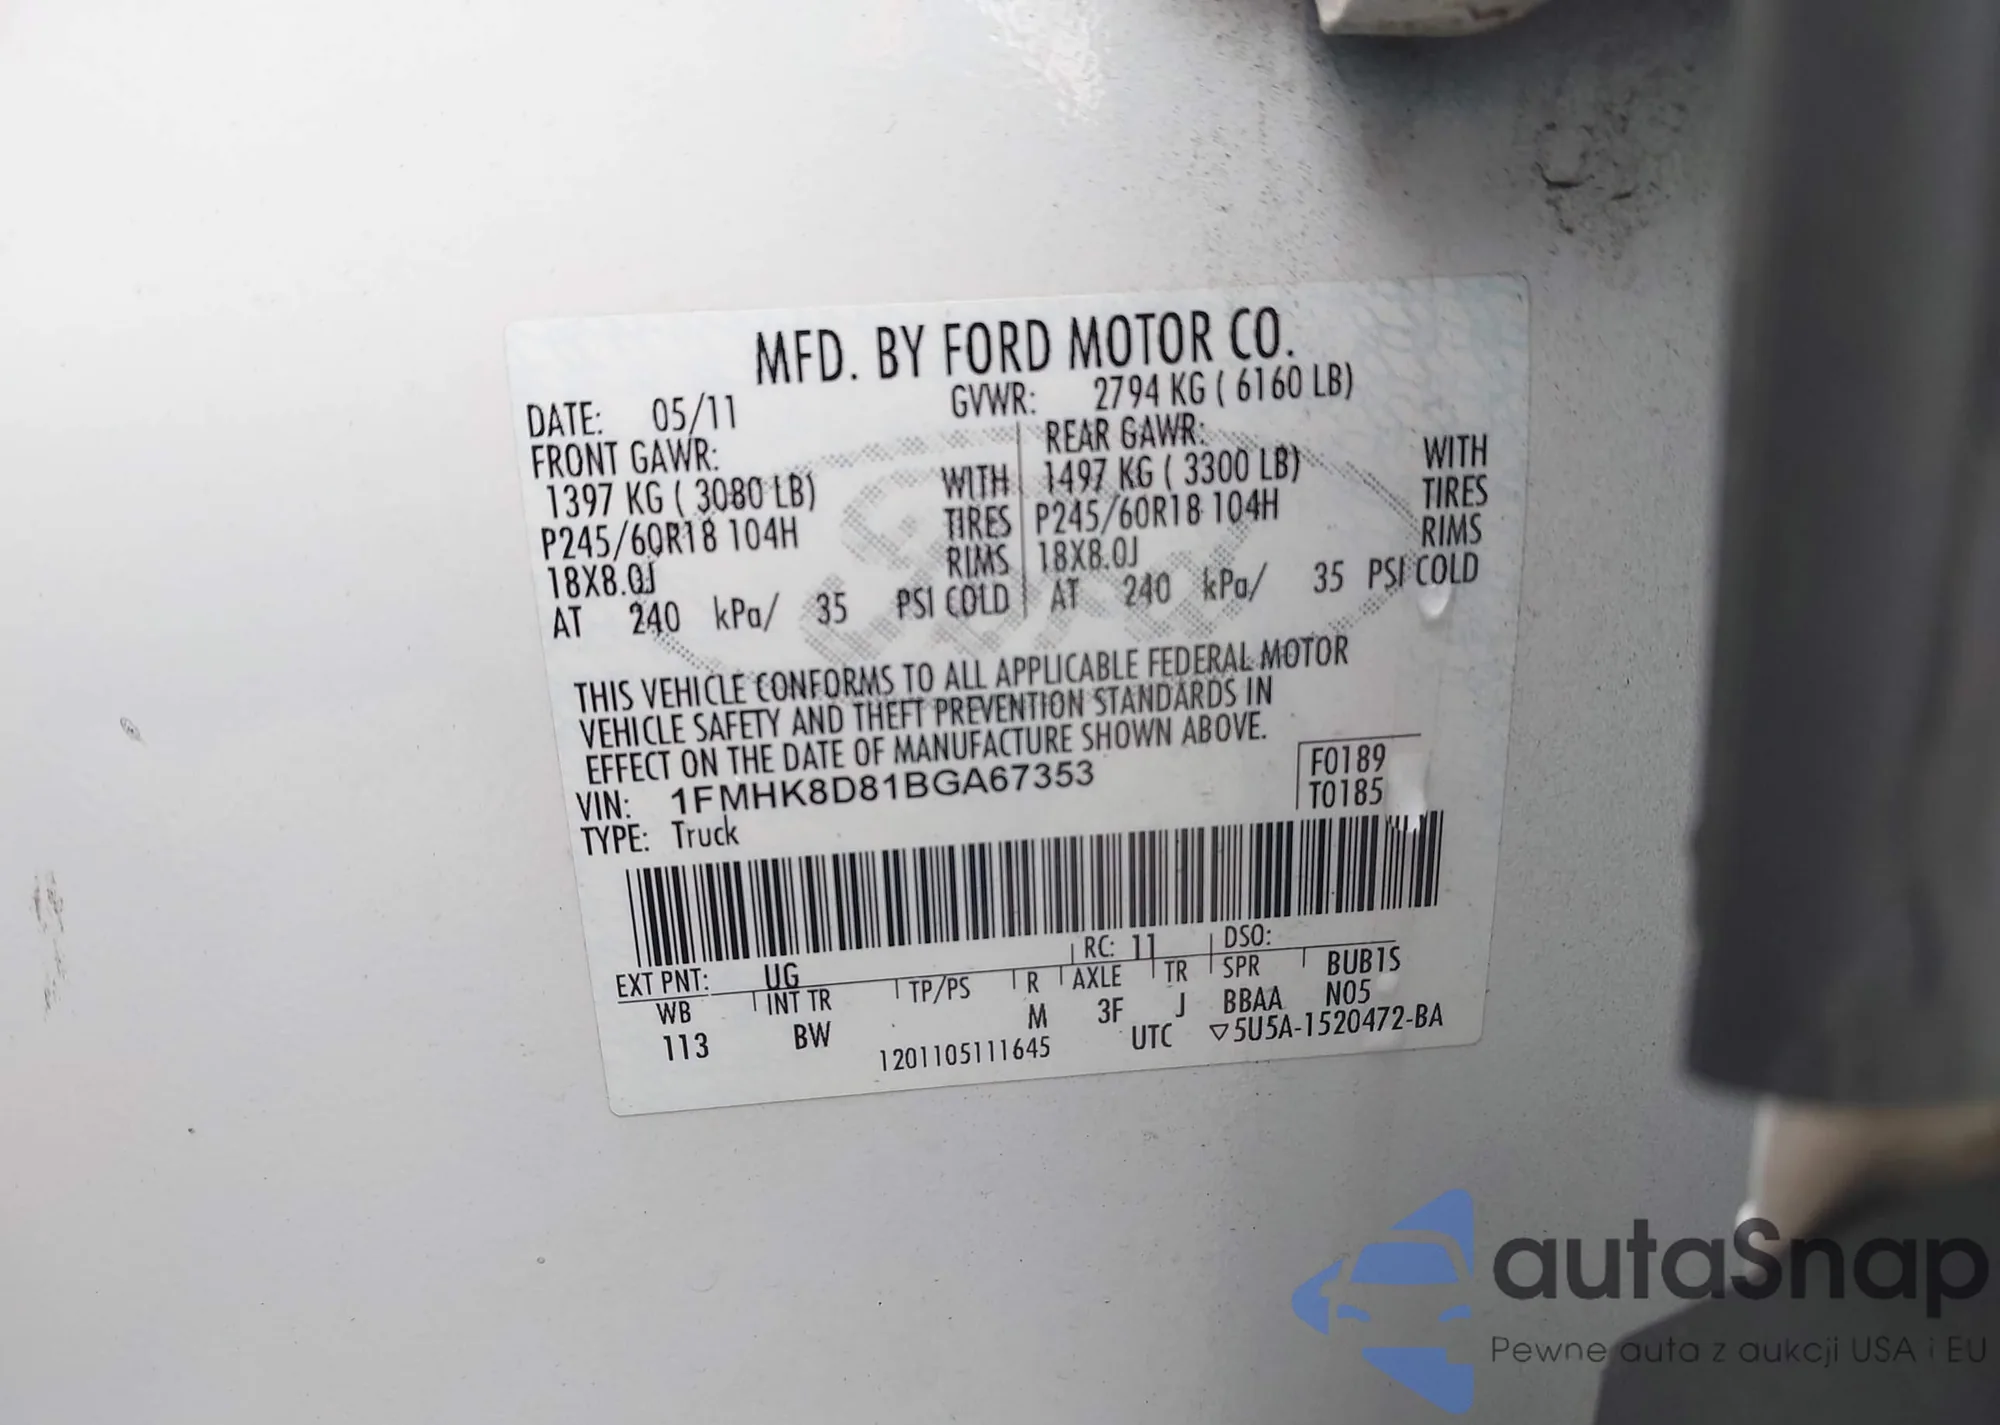 MFD. BY FORD MOTOR CO.
DATE: 05/11 GVWR: 2794 KG ( 6160 LB)
FRONT GAWR: REAR GAWR:
1397 KG ( 3080 LB) WITH 1497 KG ( 3300 LB) WITH
P245/60R18 104H TIRES P245/60R18 104H TIRES
18X8.0J RIMS 18X8.0J RIMS
AT 240 kPa/ 35 PSI COLD AT 240 kPa/ 35 PSI COLD
THIS VEHICLE CONFORMS TO ALL APPLICABLE FEDERAL MOTOR
VEHICLE SAFETY AND THEFT PREVENTION STANDARDS IN
EFFECT ON THE DATE OF MANUFACTURE SHOWN ABOVE.
VIN: 1FMHK8D81BGA67353 F0189
TYPE: Truck T0185
EXT PNT: UG RC: 11 DSO:
WB INT TR TP/PS R AXLE TR SPR BUB1S
113 BW M 3F J BBAA N05
1201105111645 UTC ▽5U5A-1520472-BA
autaSnap
Pewne auta z aukcji USA i EU